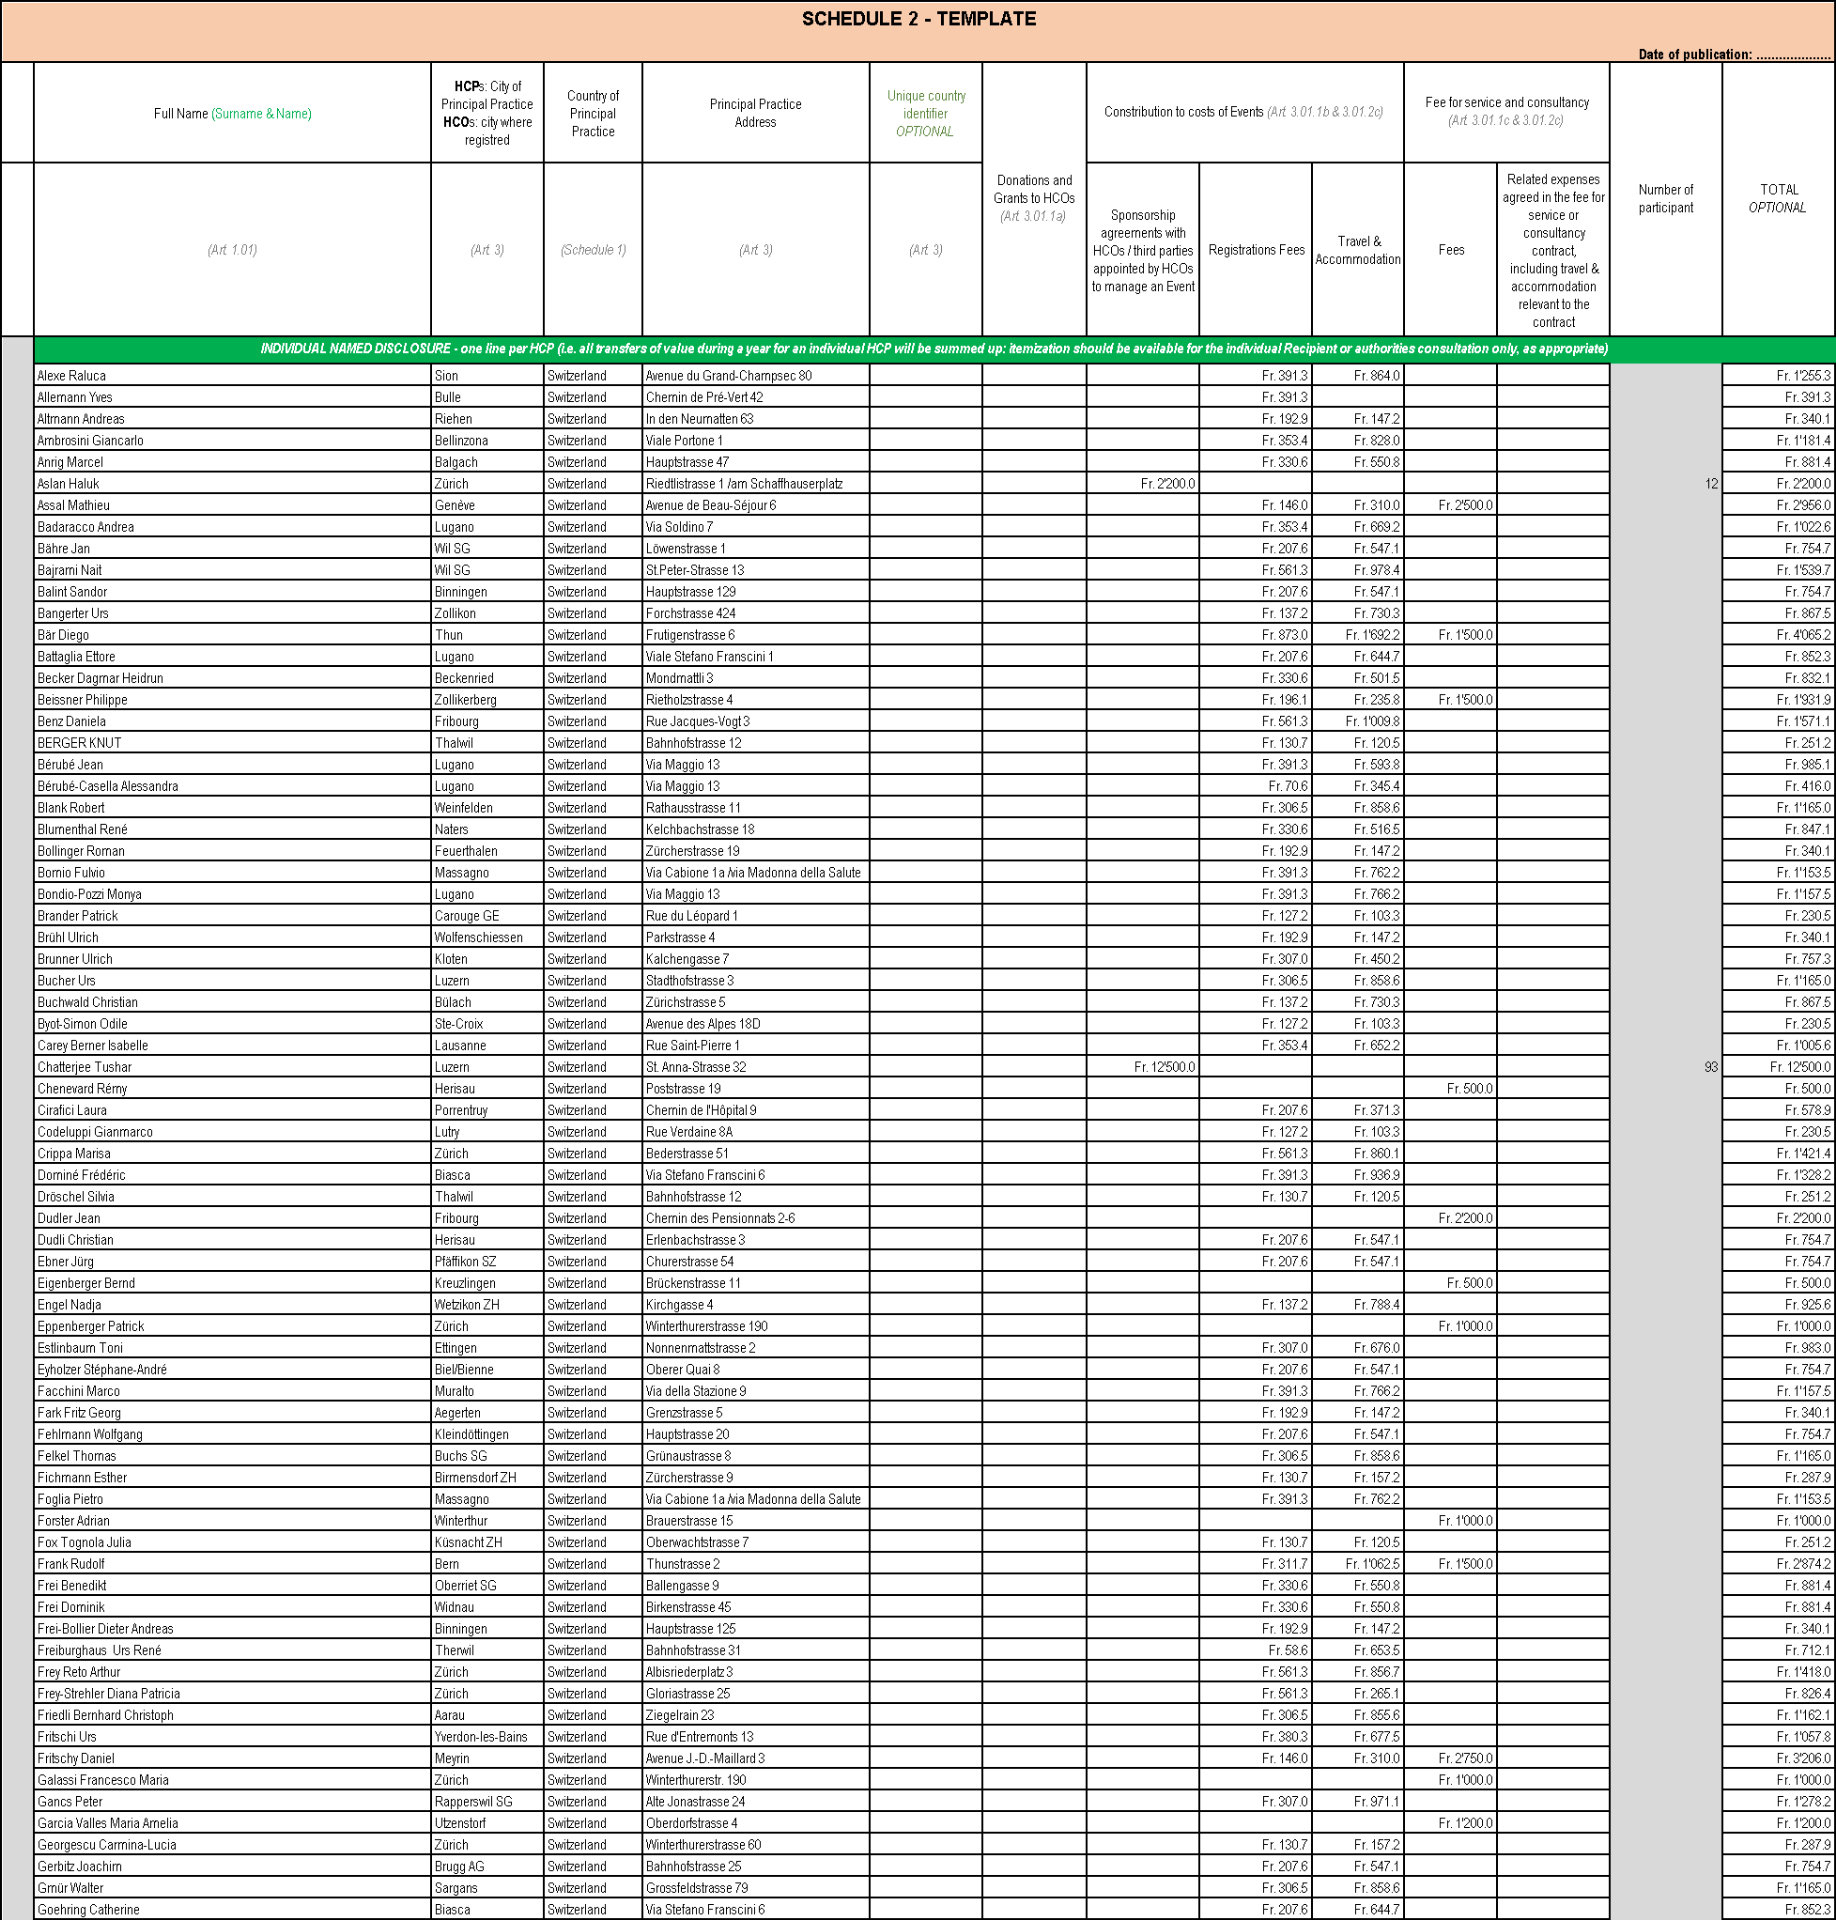 SCHEDULE 2 - TEMPLATE
Date of publication: ....................
Full Name (Surname & Name)
HCPs: City of Principal Practice HCOs: city where registred
Country of Principal Practice
Principal Practice Address
Unique country identifier OPTIONAL
Donations and Grants to HCOs (Art. 3.01.1a)
Constribution to costs of Events (Art. 3.01.1b & 3.01.2c)
Fee for service and consultancy (Art. 3.01.1c & 3.01.2c)
Number of participant
TOTAL OPTIONAL
(Art. 1.01)
(Art. 3)
(Schedule 1)
(Art. 3)
(Art. 3)
Sponsorship agreements with HCOs / third parties appointed by HCOs to manage an Event
Registrations Fees
Travel & Accommodation
Fees
Related expenses agreed in the fee for service or consultancy contract, including travel & accommodation relevant to the contract
INDIVIDUAL NAMED DISCLOSURE - one line per HCP (i.e. all transfers of value during a year for an individual HCP will be summed up: itemization should be available for the individual Recipient or authorities consultation only, as appropriate)
Alexe Raluca Sion Switzerland Avenue du Grand-Champsec 80 Fr. 391.3 Fr. 864.0 Fr. 1'255.3
Allemann Yves Bulle Switzerland Chemin de Pré-Vert 42 Fr. 391.3 Fr. 391.3
Altmann Andreas Riehen Switzerland In den Neumatten 63 Fr. 192.9 Fr. 147.2 Fr. 340.1
Ambrosini Giancarlo Bellinzona Switzerland Viale Portone 1 Fr. 353.4 Fr. 828.0 Fr. 1'181.4
Anrig Marcel Balgach Switzerland Hauptstrasse 47 Fr. 330.6 Fr. 550.8 Fr. 881.4
Aslan Haluk Zürich Switzerland Riedtlistrasse 1 /am Schaffhauserplatz Fr. 2'200.0 12 Fr. 2'200.0
Assal Mathieu Genève Switzerland Avenue de Beau-Séjour 6 Fr. 146.0 Fr. 310.0 Fr. 2'500.0 Fr. 2'956.0
Badaracco Andrea Lugano Switzerland Via Soldino 7 Fr. 353.4 Fr. 669.2 Fr. 1'022.6
Bähre Jan Wil SG Switzerland Löwenstrasse 1 Fr. 207.6 Fr. 547.1 Fr. 754.7
Bajrami Nait Wil SG Switzerland St.Peter-Strasse 13 Fr. 561.3 Fr. 978.4 Fr. 1'539.7
Balint Sandor Binningen Switzerland Hauptstrasse 129 Fr. 207.6 Fr. 547.1 Fr. 754.7
Bangerter Urs Zollikon Switzerland Forchstrasse 424 Fr. 137.2 Fr. 730.3 Fr. 867.5
Bär Diego Thun Switzerland Frutigenstrasse 6 Fr. 873.0 Fr. 1'692.2 Fr. 1'500.0 Fr. 4'065.2
Battaglia Ettore Lugano Switzerland Viale Stefano Franscini 1 Fr. 207.6 Fr. 644.7 Fr. 852.3
Becker Dagmar Heidrun Beckenried Switzerland Mondmattli 3 Fr. 330.6 Fr. 501.5 Fr. 832.1
Beissner Philippe Zollikerberg Switzerland Rietholzstrasse 4 Fr. 196.1 Fr. 235.8 Fr. 1'500.0 Fr. 1'931.9
Benz Daniela Fribourg Switzerland Rue Jacques-Vogt 3 Fr. 561.3 Fr. 1'009.8 Fr. 1'571.1
BERGER KNUT Thalwil Switzerland Bahnhofstrasse 12 Fr. 130.7 Fr. 120.5 Fr. 251.2
Bérubé Jean Lugano Switzerland Via Maggio 13 Fr. 391.3 Fr. 593.8 Fr. 985.1
Bérubé-Casella Alessandra Lugano Switzerland Via Maggio 13 Fr. 70.6 Fr. 345.4 Fr. 416.0
Blank Robert Weinfelden Switzerland Rathausstrasse 11 Fr. 306.5 Fr. 858.6 Fr. 1'165.0
Blumenthal René Naters Switzerland Kelchbachstrasse 18 Fr. 330.6 Fr. 516.5 Fr. 847.1
Bollinger Roman Feuerthalen Switzerland Zürcherstrasse 19 Fr. 192.9 Fr. 147.2 Fr. 340.1
Bornio Fulvio Massagno Switzerland Via Cabione 1a /via Madonna della Salute Fr. 391.3 Fr. 762.2 Fr. 1'153.5
Bondio-Pozzi Monya Lugano Switzerland Via Maggio 13 Fr. 391.3 Fr. 766.2 Fr. 1'157.5
Brander Patrick Carouge GE Switzerland Rue du Léopard 1 Fr. 127.2 Fr. 103.3 Fr. 230.5
Brühl Ulrich Wolfenschiessen Switzerland Parkstrasse 4 Fr. 192.9 Fr. 147.2 Fr. 340.1
Brunner Ulrich Kloten Switzerland Kalchengasse 7 Fr. 307.0 Fr. 450.2 Fr. 757.3
Bucher Urs Luzern Switzerland Stadthofstrasse 3 Fr. 306.5 Fr. 858.6 Fr. 1'165.0
Buchwald Christian Bülach Switzerland Zürichstrasse 5 Fr. 137.2 Fr. 730.3 Fr. 867.5
Byot-Simon Odile Ste-Croix Switzerland Avenue des Alpes 18D Fr. 127.2 Fr. 103.3 Fr. 230.5
Carey Berner Isabelle Lausanne Switzerland Rue Saint-Pierre 1 Fr. 353.4 Fr. 652.2 Fr. 1'005.6
Chatterjee Tushar Luzern Switzerland St. Anna-Strasse 32 Fr. 12'500.0 93 Fr. 12'500.0
Chenevard Rémy Herisau Switzerland Poststrasse 19 Fr. 500.0 Fr. 500.0
Cirafici Laura Porrentruy Switzerland Chemin de l'Hôpital 9 Fr. 207.6 Fr. 371.3 Fr. 578.9
Codeluppi Gianmarco Lutry Switzerland Rue Verdaine 8A Fr. 127.2 Fr. 103.3 Fr. 230.5
Crippa Marisa Zürich Switzerland Bederstrasse 51 Fr. 561.3 Fr. 860.1 Fr. 1'421.4
Dominé Frédéric Biasca Switzerland Via Stefano Franscini 6 Fr. 391.3 Fr. 936.9 Fr. 1'328.2
Dröschel Silvia Thalwil Switzerland Bahnhofstrasse 12 Fr. 130.7 Fr. 120.5 Fr. 251.2
Dudler Jean Fribourg Switzerland Chemin des Pensionnats 2-6 Fr. 2'200.0 Fr. 2'200.0
Dudli Christian Herisau Switzerland Erlenbachstrasse 3 Fr. 207.6 Fr. 547.1 Fr. 754.7
Ebner Jürg Pfäffikon SZ Switzerland Churerstrasse 54 Fr. 207.6 Fr. 547.1 Fr. 754.7
Eigenberger Bernd Kreuzlingen Switzerland Brückenstrasse 11 Fr. 500.0 Fr. 500.0
Engel Nadja Wetzikon ZH Switzerland Kirchgasse 4 Fr. 137.2 Fr. 788.4 Fr. 925.6
Eppenberger Patrick Zürich Switzerland Winterthurerstrasse 190 Fr. 1'000.0 Fr. 1'000.0
Estlinbaum Toni Ettingen Switzerland Nonnenmattstrasse 2 Fr. 307.0 Fr. 676.0 Fr. 983.0
Eyholzer Stéphane-André Biel/Bienne Switzerland Oberer Quai 8 Fr. 207.6 Fr. 547.1 Fr. 754.7
Facchini Marco Muralto Switzerland Via della Stazione 9 Fr. 391.3 Fr. 766.2 Fr. 1'157.5
Fark Fritz Georg Aegerten Switzerland Grenzstrasse 5 Fr. 192.9 Fr. 147.2 Fr. 340.1
Fehlmann Wolfgang Kleindöttingen Switzerland Hauptstrasse 20 Fr. 207.6 Fr. 547.1 Fr. 754.7
Felkel Thomas Buchs SG Switzerland Grünaustrasse 8 Fr. 306.5 Fr. 858.6 Fr. 1'165.0
Fichmann Esther Birmensdorf ZH Switzerland Zürcherstrasse 9 Fr. 130.7 Fr. 157.2 Fr. 287.9
Foglia Pietro Massagno Switzerland Via Cabione 1a /via Madonna della Salute Fr. 391.3 Fr. 762.2 Fr. 1'153.5
Forster Adrian Winterthur Switzerland Brauerstrasse 15 Fr. 1'000.0 Fr. 1'000.0
Fox Tognola Julia Küsnacht ZH Switzerland Oberwachtstrasse 7 Fr. 130.7 Fr. 120.5 Fr. 251.2
Frank Rudolf Bern Switzerland Thunstrasse 2 Fr. 311.7 Fr. 1'062.5 Fr. 1'500.0 Fr. 2'874.2
Frei Benedikt Oberriet SG Switzerland Ballengasse 9 Fr. 330.6 Fr. 550.8 Fr. 881.4
Frei Dominik Widnau Switzerland Birkenstrasse 45 Fr. 330.6 Fr. 550.8 Fr. 881.4
Frei-Bollier Dieter Andreas Binningen Switzerland Hauptstrasse 125 Fr. 192.9 Fr. 147.2 Fr. 340.1
Freiburghaus Urs René Therwil Switzerland Bahnhofstrasse 31 Fr. 58.6 Fr. 653.5 Fr. 712.1
Frey Reto Arthur Zürich Switzerland Albisriederplatz 3 Fr. 561.3 Fr. 856.7 Fr. 1'418.0
Frey-Strehler Diana Patricia Zürich Switzerland Gloriastrasse 25 Fr. 561.3 Fr. 265.1 Fr. 826.4
Friedli Bernhard Christoph Aarau Switzerland Ziegelrain 23 Fr. 306.5 Fr. 855.6 Fr. 1'162.1
Fritschi Urs Yverdon-les-Bains Switzerland Rue d'Entremonts 13 Fr. 380.3 Fr. 677.5 Fr. 1'057.8
Fritschy Daniel Meyrin Switzerland Avenue J.-D.-Maillard 3 Fr. 146.0 Fr. 310.0 Fr. 2'750.0 Fr. 3'206.0
Galassi Francesco Maria Zürich Switzerland Winterthurerstr. 190 Fr. 1'000.0 Fr. 1'000.0
Gancs Peter Rapperswil SG Switzerland Alte Jonastrasse 24 Fr. 307.0 Fr. 971.1 Fr. 1'278.2
Garcia Valles Maria Amelia Utzenstorf Switzerland Oberdorfstrasse 4 Fr. 1'200.0 Fr. 1'200.0
Georgescu Carmina-Lucia Zürich Switzerland Winterthurerstrasse 60 Fr. 130.7 Fr. 157.2 Fr. 287.9
Gerbitz Joachim Brugg AG Switzerland Bahnhofstrasse 25 Fr. 207.6 Fr. 547.1 Fr. 754.7
Gmür Walter Sargans Switzerland Grossfeldstrasse 79 Fr. 306.5 Fr. 858.6 Fr. 1'165.0
Goehring Catherine Biasca Switzerland Via Stefano Franscini 6 Fr. 207.6 Fr. 644.7 Fr. 852.3